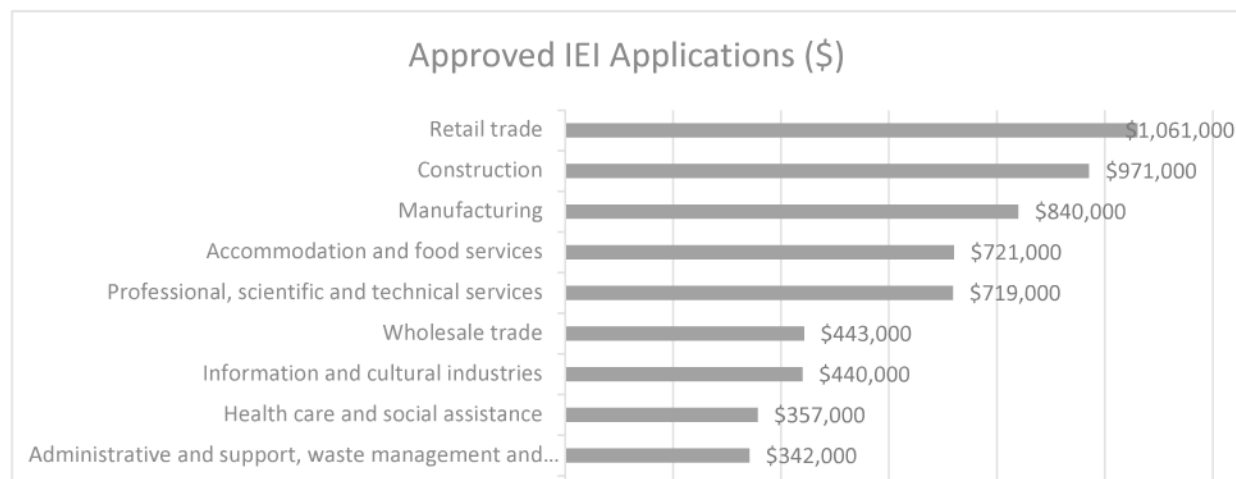 Approved IEI Applications ($)
Retail trade $1,061,000
Construction $971,000
Manufacturing $840,000
Accommodation and food services $721,000
Professional, scientific and technical services $719,000
Wholesale trade $443,000
Information and cultural industries $440,000
Health care and social assistance $357,000
Administrative and support, waste management and... $342,000